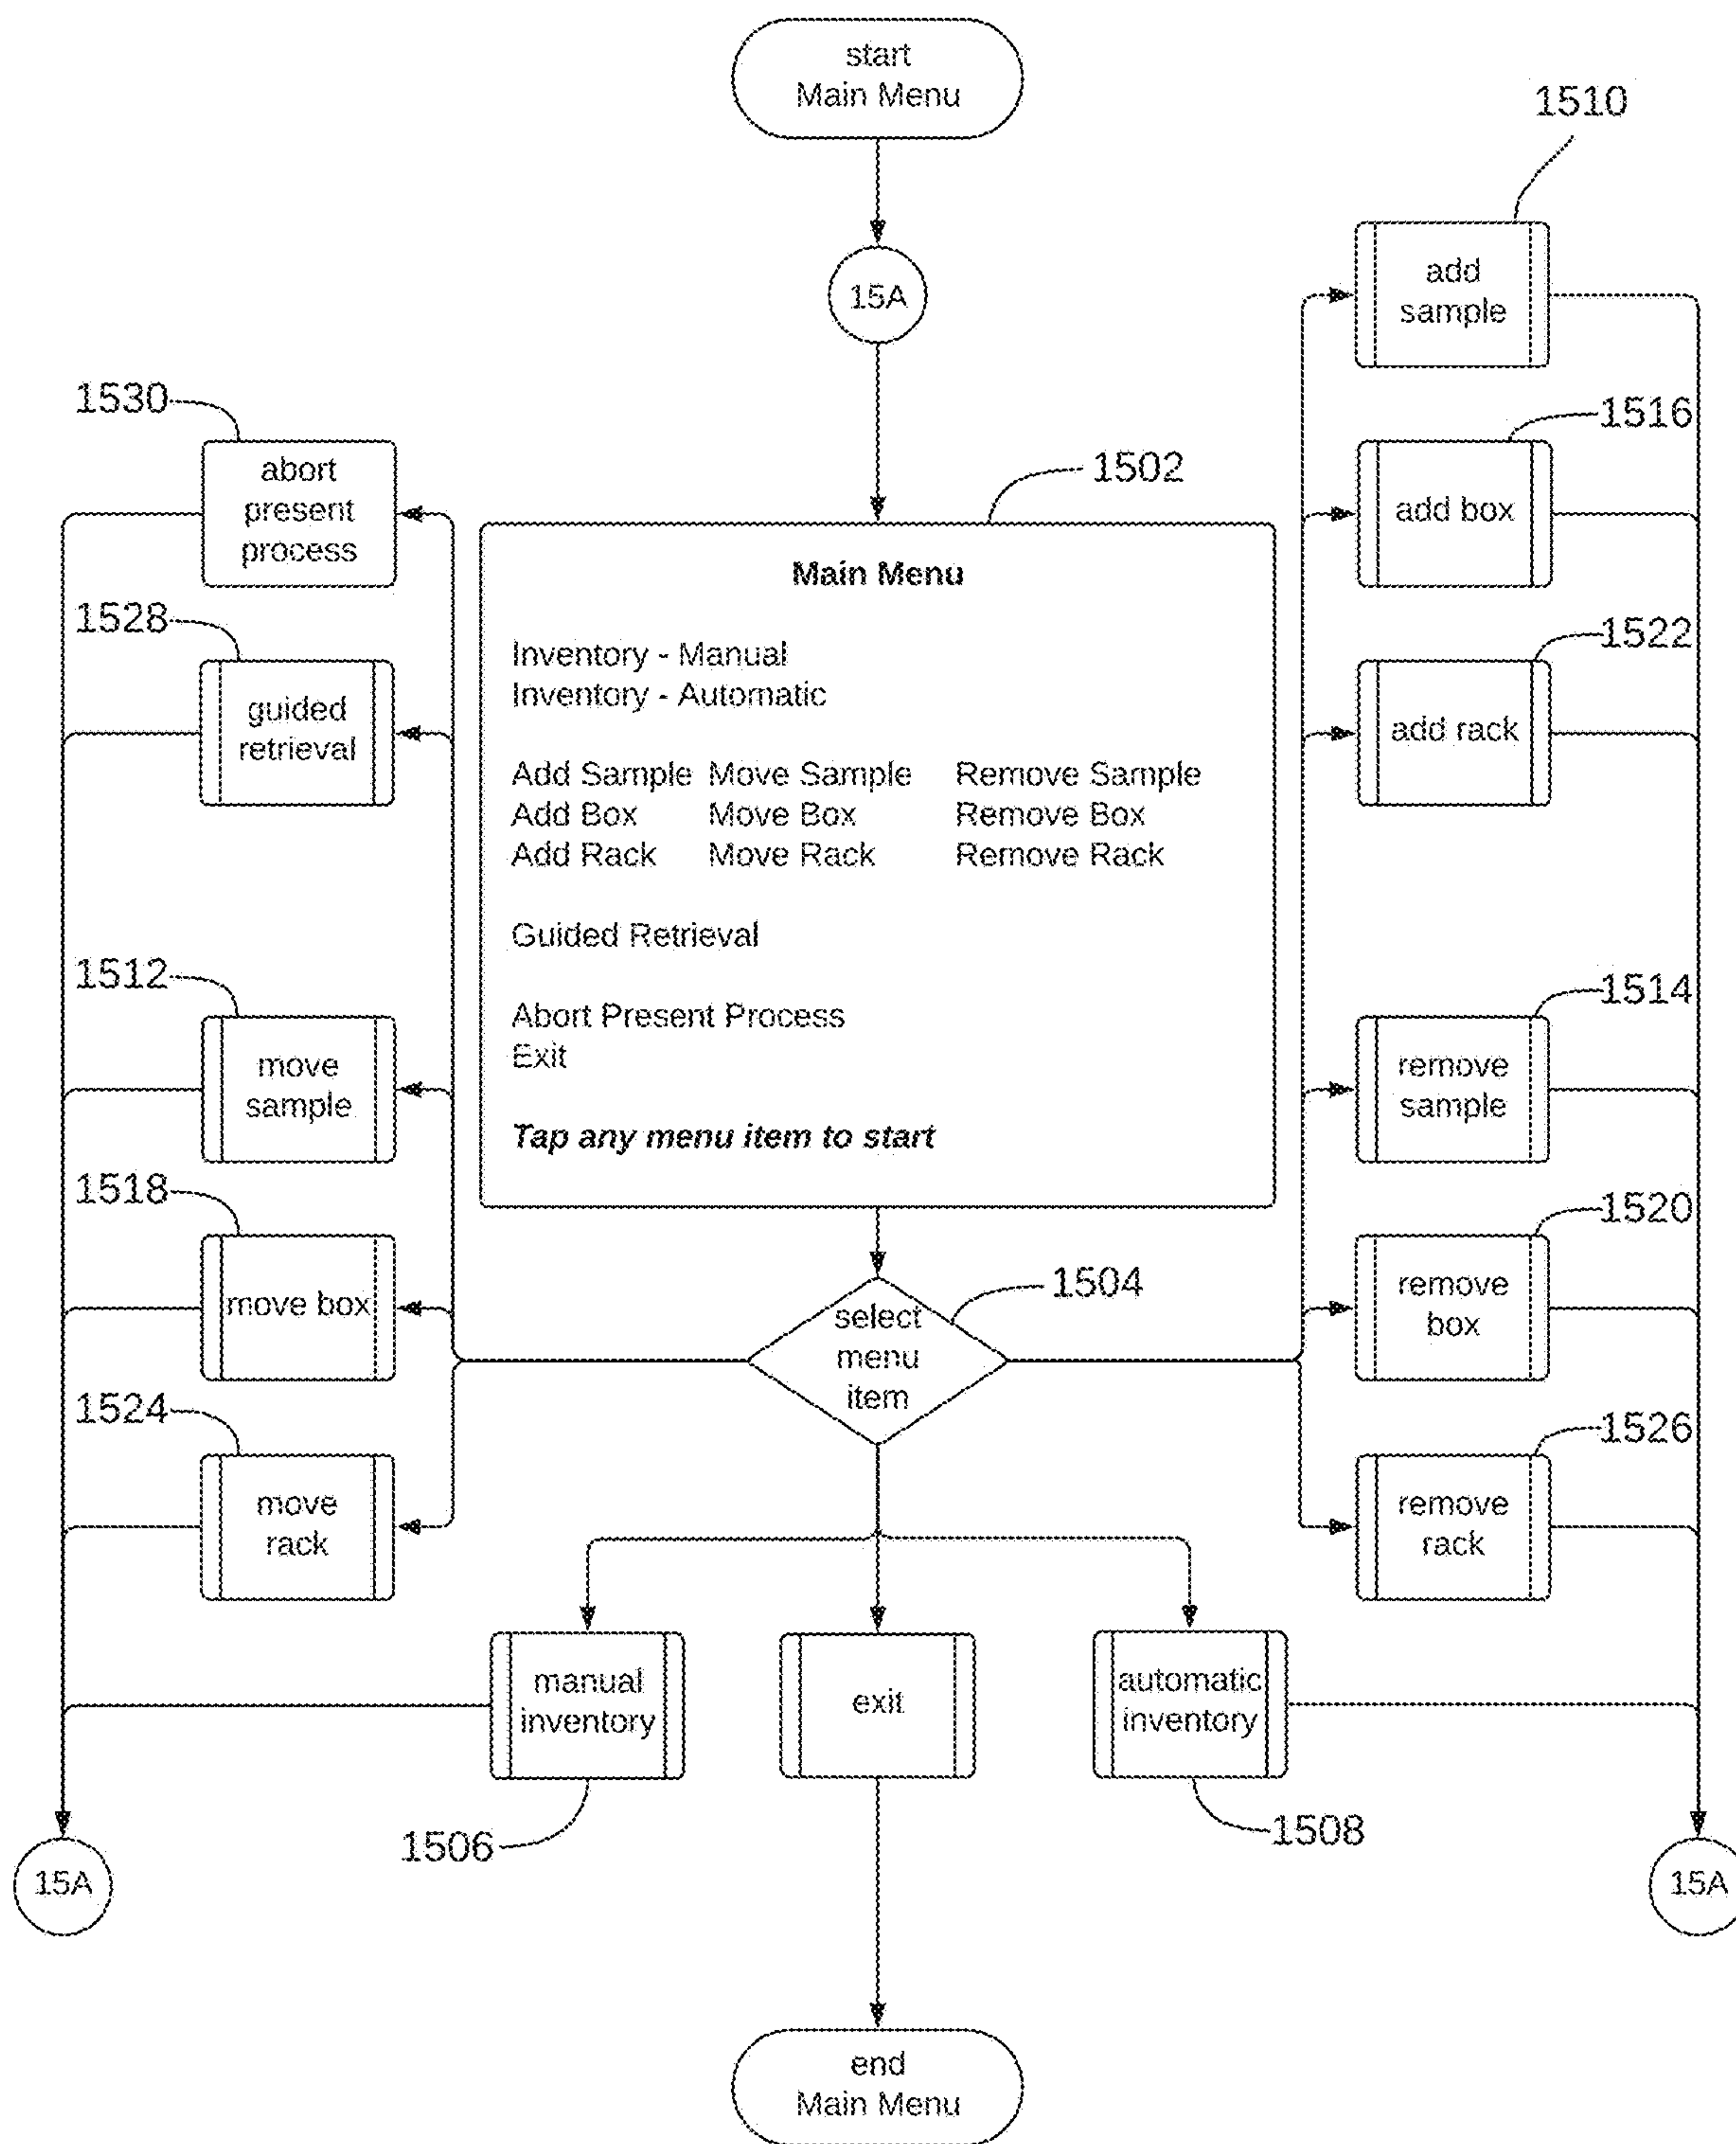 start
Main Menu
1510
15A
add
sample
1530
abort
present
process
1516
add box
1502
Main Menu
Inventory - Manual
Inventory - Automatic
Add Sample Move Sample Remove Sample
Add Box Move Box Remove Box
Add Rack Move Rack Remove Rack
Guided Retrieval
Abort Present Process
Exit
Tap any menu item to start
1528
guided
retrieval
1522
add rack
1512
move
sample
1514
remove
sample
1518
move box
1504
select
menu
item
1520
remove
box
1524
move
rack
1526
remove
rack
manual
inventory
exit
automatic
inventory
1506
1508
15A
15A
end
Main Menu